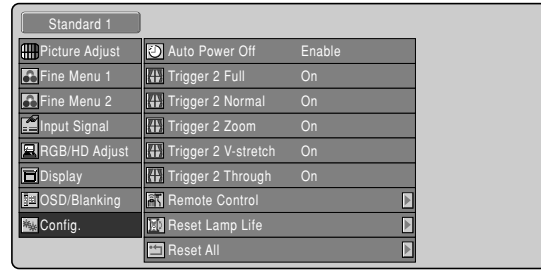 Standard 1
Picture Adjust
Fine Menu 1
Fine Menu 2
Input Signal
RGB/HD Adjust
Display
OSD/Blanking
Config.
Auto Power Off Enable
Trigger 2 Full On
Trigger 2 Normal On
Trigger 2 Zoom On
Trigger 2 V-stretch On
Trigger 2 Through On
Remote Control
Reset Lamp Life
Reset All